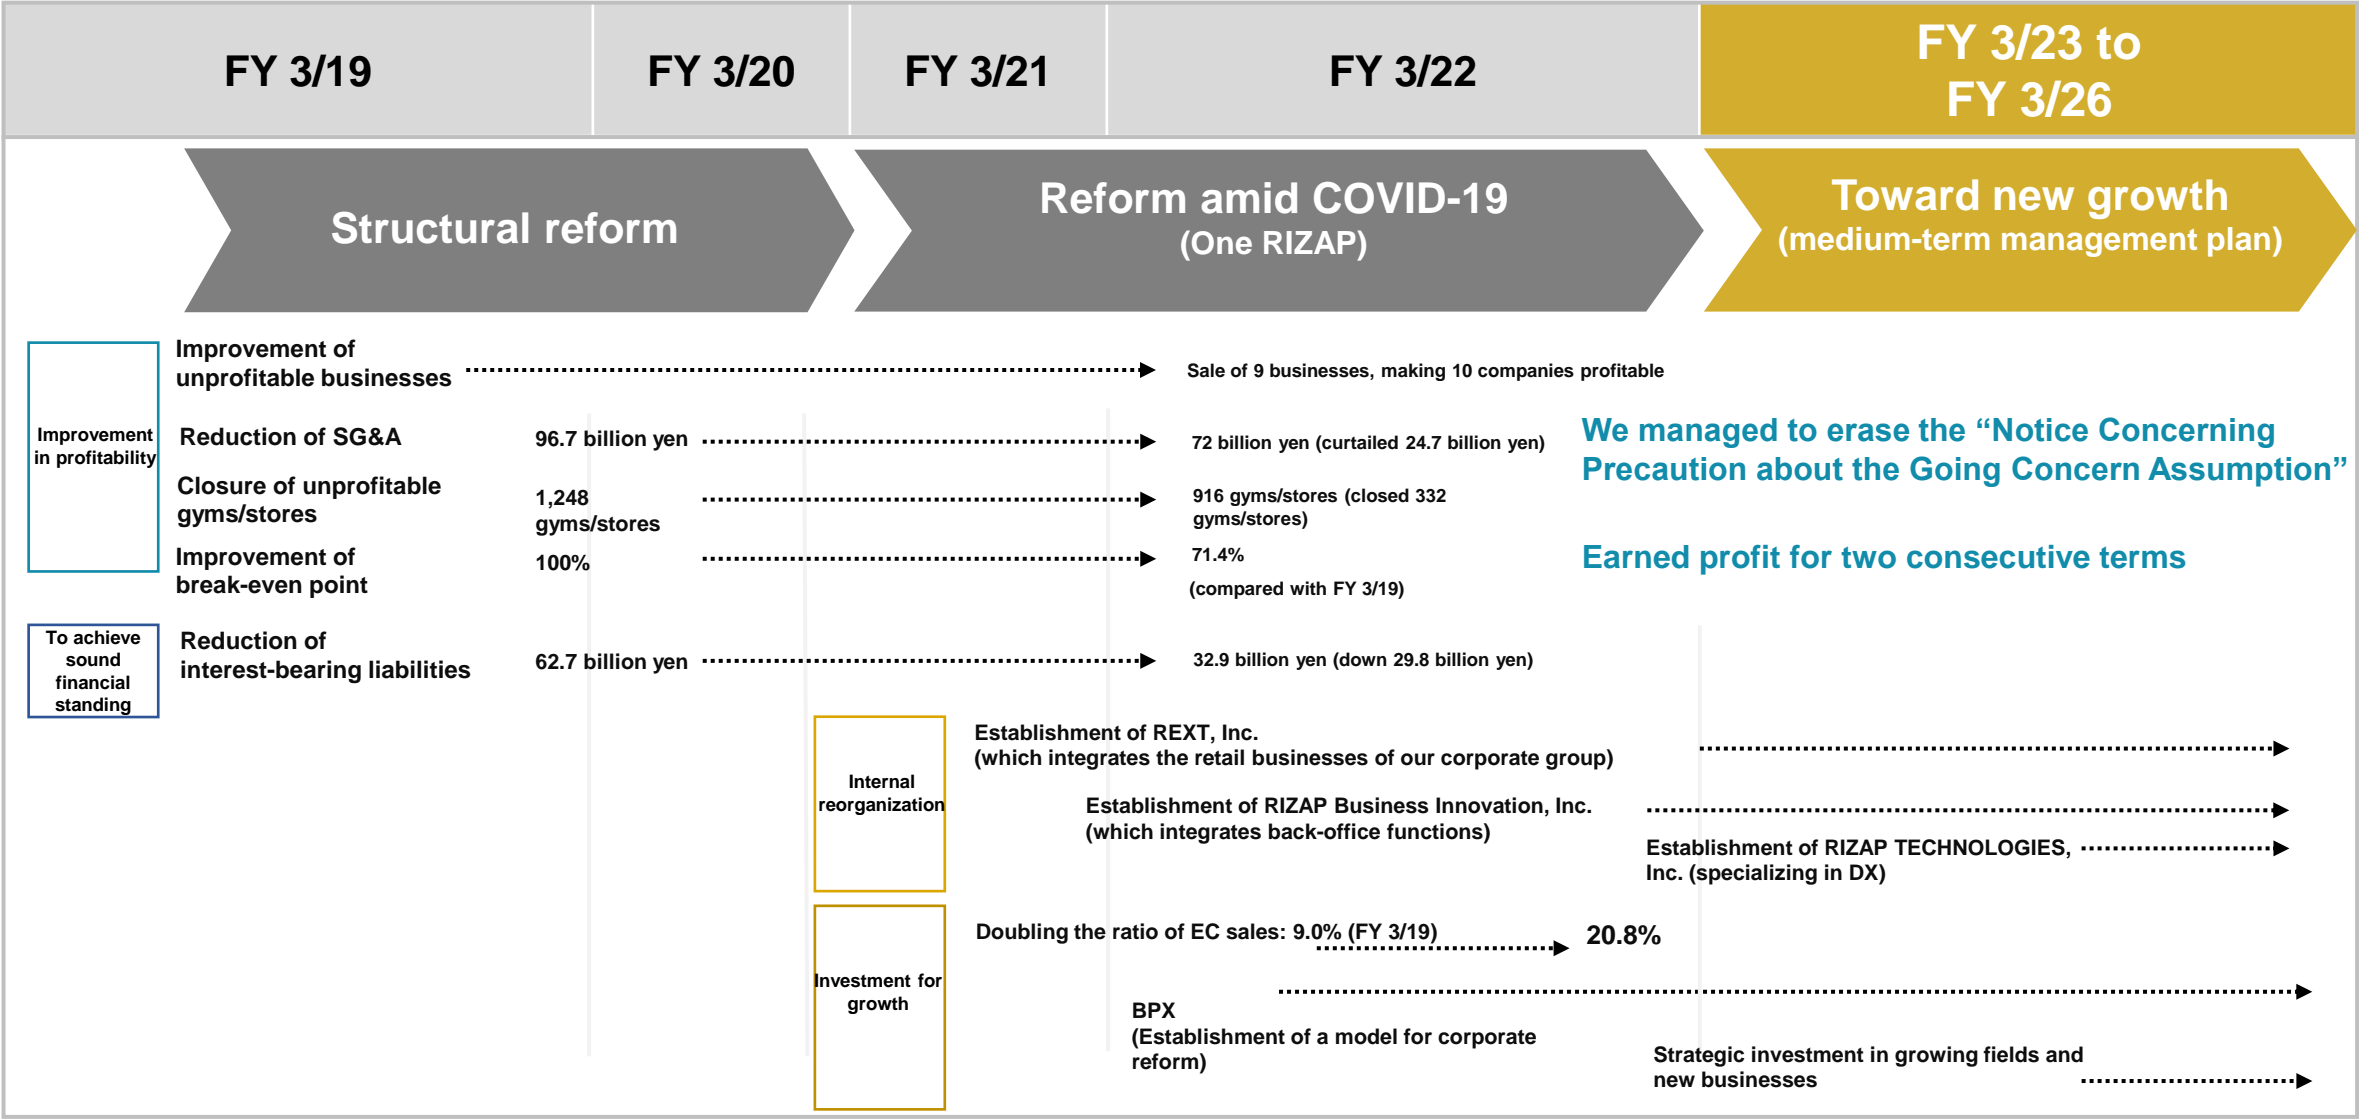 FY 3/19
FY 3/20
FY 3/21
FY 3/22
FY 3/23 to
FY 3/26
Structural reform
Reform amid COVID-19
(One RIZAP)
Toward new growth
(medium-term management plan)
Improvement
in profitability
Improvement of
unprofitable businesses
Sale of 9 businesses, making 10 companies profitable
Reduction of SG&A
96.7 billion yen
72 billion yen (curtailed 24.7 billion yen)
Closure of unprofitable
gyms/stores
1,248
gyms/stores
916 gyms/stores (closed 332
gyms/stores)
Improvement of
break-even point
100%
71.4%
(compared with FY 3/19)
We managed to erase the “Notice Concerning
Precaution about the Going Concern Assumption”
Earned profit for two consecutive terms
To achieve
sound
financial
standing
Reduction of
interest-bearing liabilities
62.7 billion yen
32.9 billion yen (down 29.8 billion yen)
Internal
reorganization
Establishment of REXT, Inc.
(which integrates the retail businesses of our corporate group)
Establishment of RIZAP Business Innovation, Inc.
(which integrates back-office functions)
Establishment of RIZAP TECHNOLOGIES,
Inc. (specializing in DX)
Investment for
growth
Doubling the ratio of EC sales: 9.0% (FY 3/19)
20.8%
BPX
(Establishment of a model for corporate
reform)
Strategic investment in growing fields and
new businesses